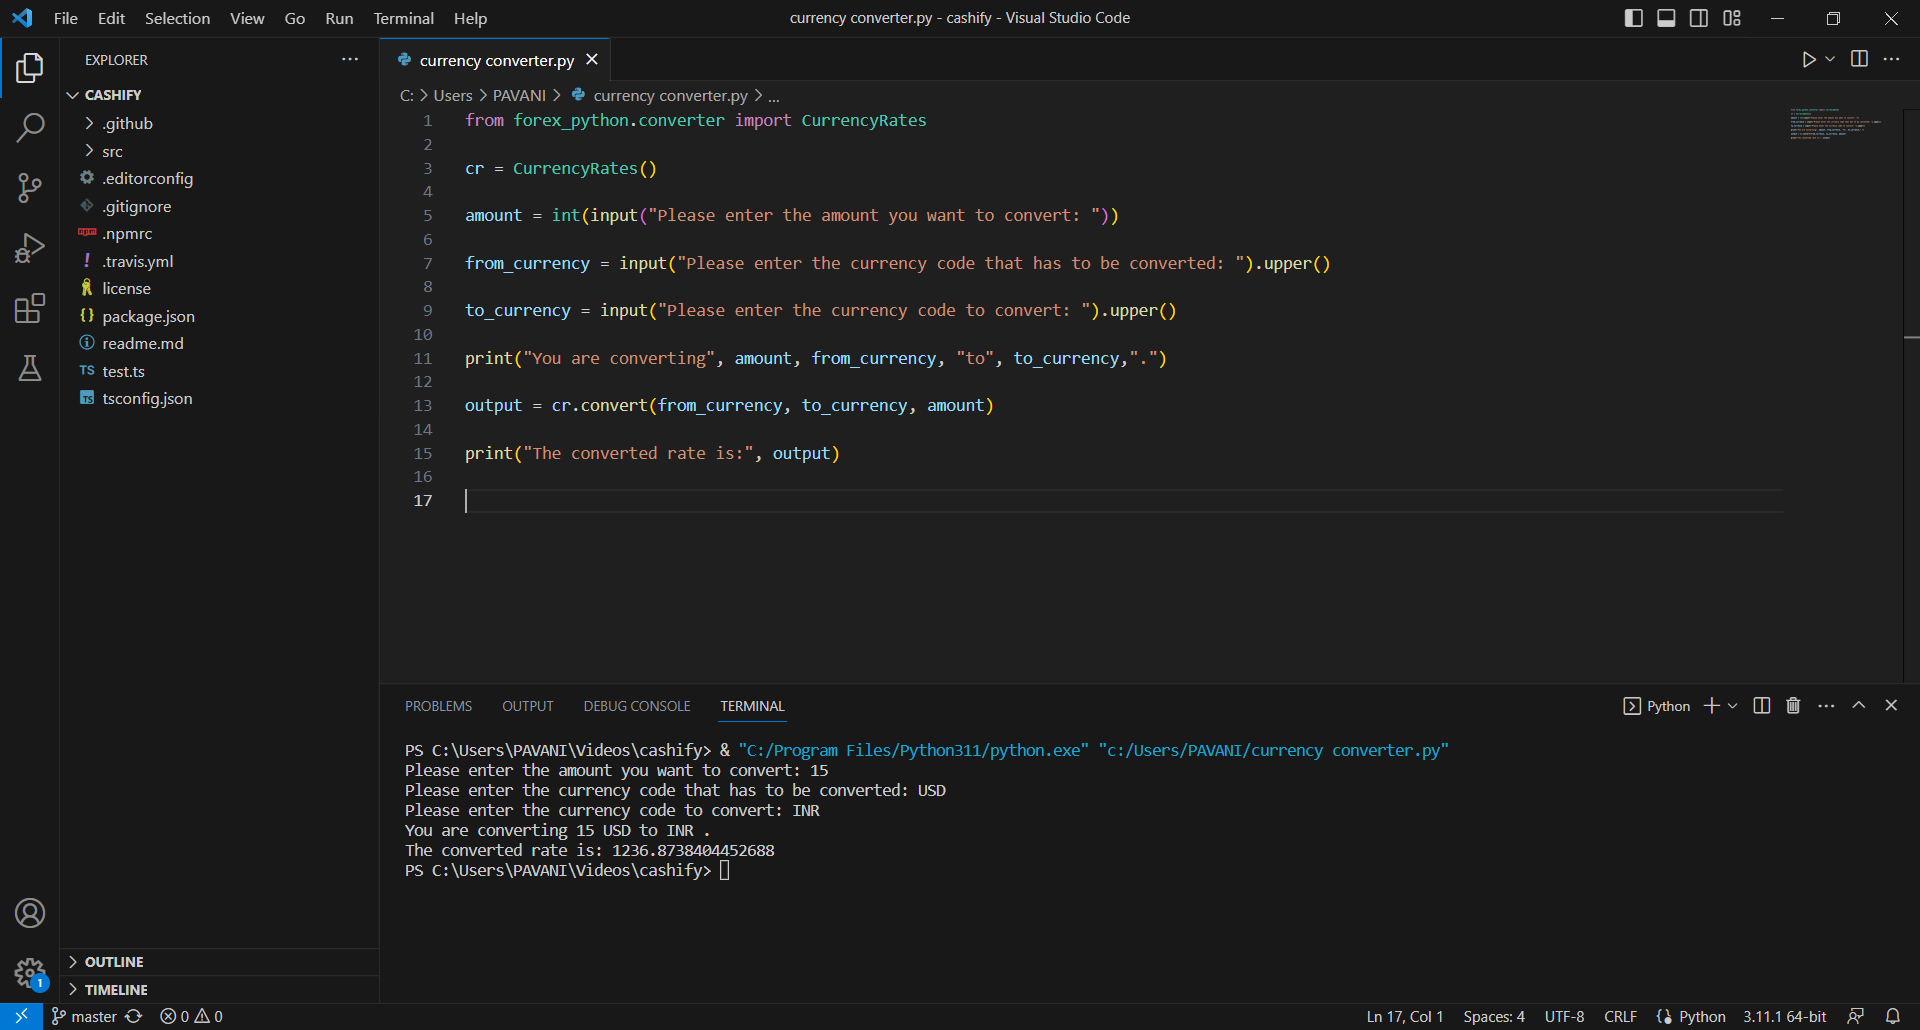 File Edit Selection View Go Run Terminal Help
currency converter.py - cashify - Visual Studio Code
EXPLORER
CASHIFY
.github
src
.editorconfig
.gitignore
.npmrc
.travis.yml
license
package.json
readme.md
TS test.ts
tsconfig.json
OUTLINE
TIMELINE
currency converter.py
C: > Users > PAVANI > currency converter.py > ...
1 from forex_python.converter import CurrencyRates
2
3 cr = CurrencyRates()
4
5 amount = int(input("Please enter the amount you want to convert: "))
6
7 from_currency = input("Please enter the currency code that has to be converted: ").upper()
8
9 to_currency = input("Please enter the currency code to convert: ").upper()
10
11 print("You are converting", amount, from_currency, "to", to_currency,".")
12
13 output = cr.convert(from_currency, to_currency, amount)
14
15 print("The converted rate is:", output)
16
17
PROBLEMS OUTPUT DEBUG CONSOLE TERMINAL
Python
PS C:\Users\PAVANI\Videos\cashify> & "C:/Program Files/Python311/python.exe" "c:/Users/PAVANI/currency converter.py"
Please enter the amount you want to convert: 15
Please enter the currency code that has to be converted: USD
Please enter the currency code to convert: INR
You are converting 15 USD to INR .
The converted rate is: 1236.8738404452688
PS C:\Users\PAVANI\Videos\cashify>
1
master 0 0
Ln 17, Col 1 Spaces: 4 UTF-8 CRLF Python 3.11.1 64-bit